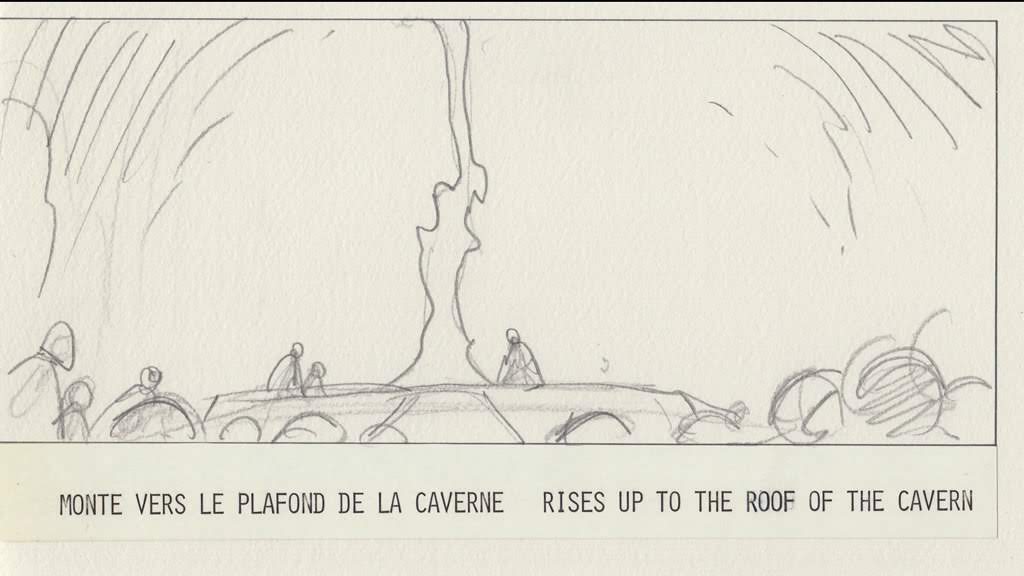 MONTE VERS LE PLAFOND DE LA CAVERNE RISES UP TO THE ROOF OF THE CAVERN